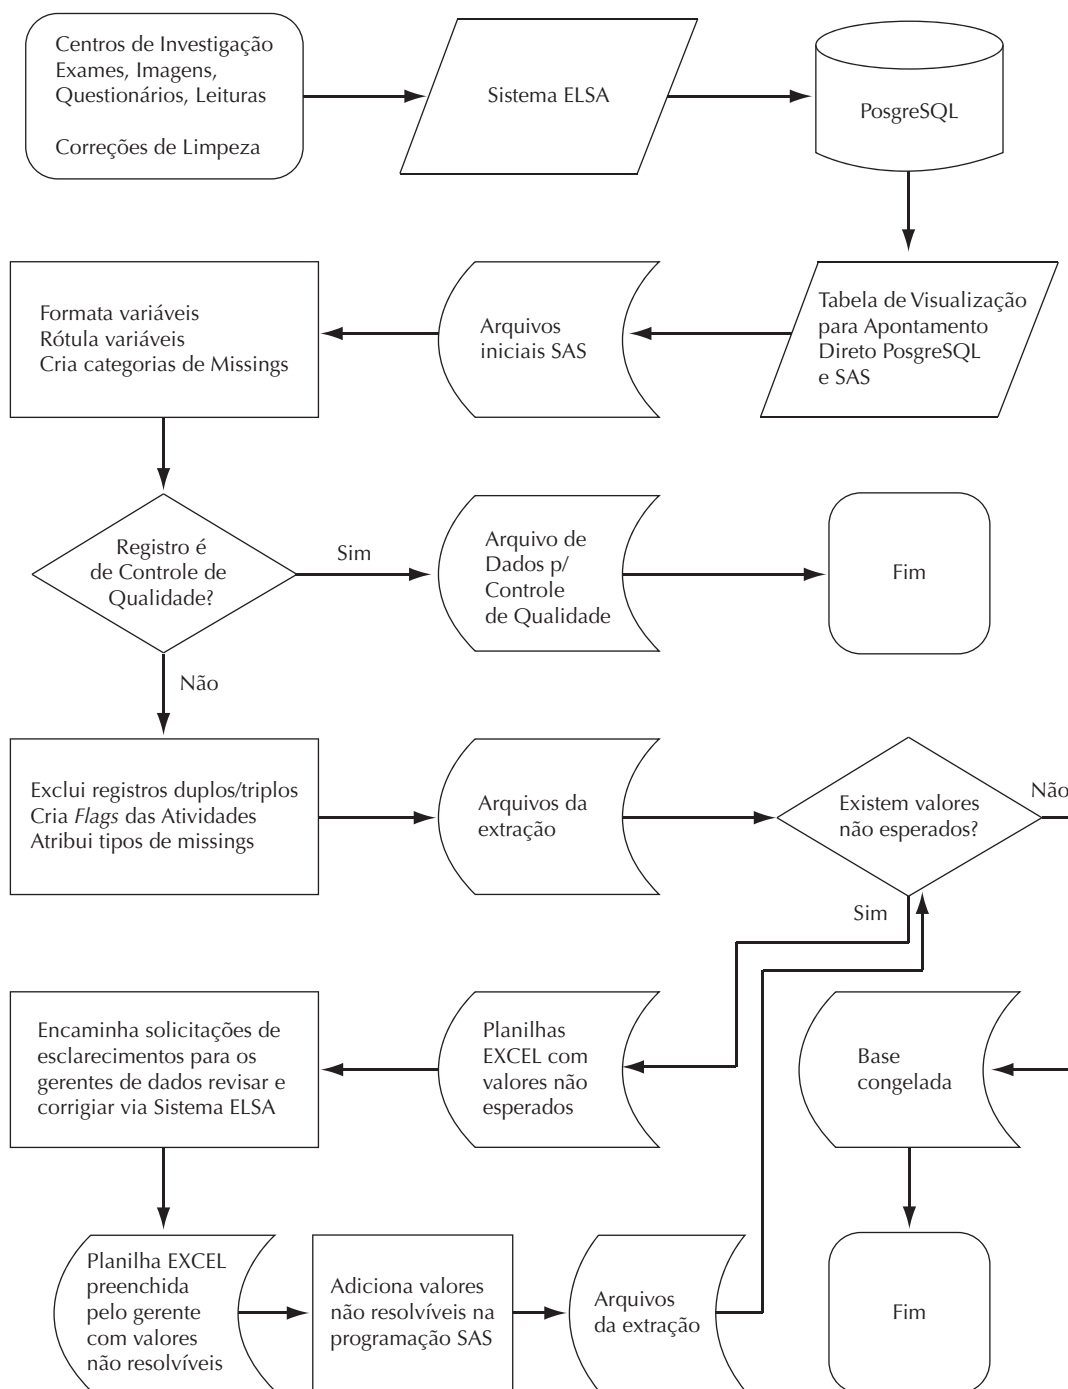 Centros de Investigação
Exames, Imagens,
Questionários, Leituras
Correções de Limpeza
Sistema ELSA
PosgreSQL
Formata variáveis
Rótula variáveis
Cria categorias de Missings
Arquivos
iniciais SAS
Tabela de Visualização
para Apontamento
Direto PosgreSQL
e SAS
Registro é
de Controle de
Qualidade?
Sim
Arquivo de
Dados p/
Controle
de Qualidade
Fim
Não
Exclui registros duplos/triplos
Cria Flags das Atividades
Atribui tipos de missings
Arquivos da
extração
Existem valores
não esperados?
Não
Sim
Encaminha solicitações de
esclarecimentos para os
gerentes de dados revisar e
corrigiar via Sistema ELSA
Planilhas
EXCEL com
valores não
esperados
Base
congelada
Planilha EXCEL
preenchida
pelo gerente
com valores
não resolvíveis
Adiciona valores
não resolvíveis na
programação SAS
Arquivos
da extração
Fim